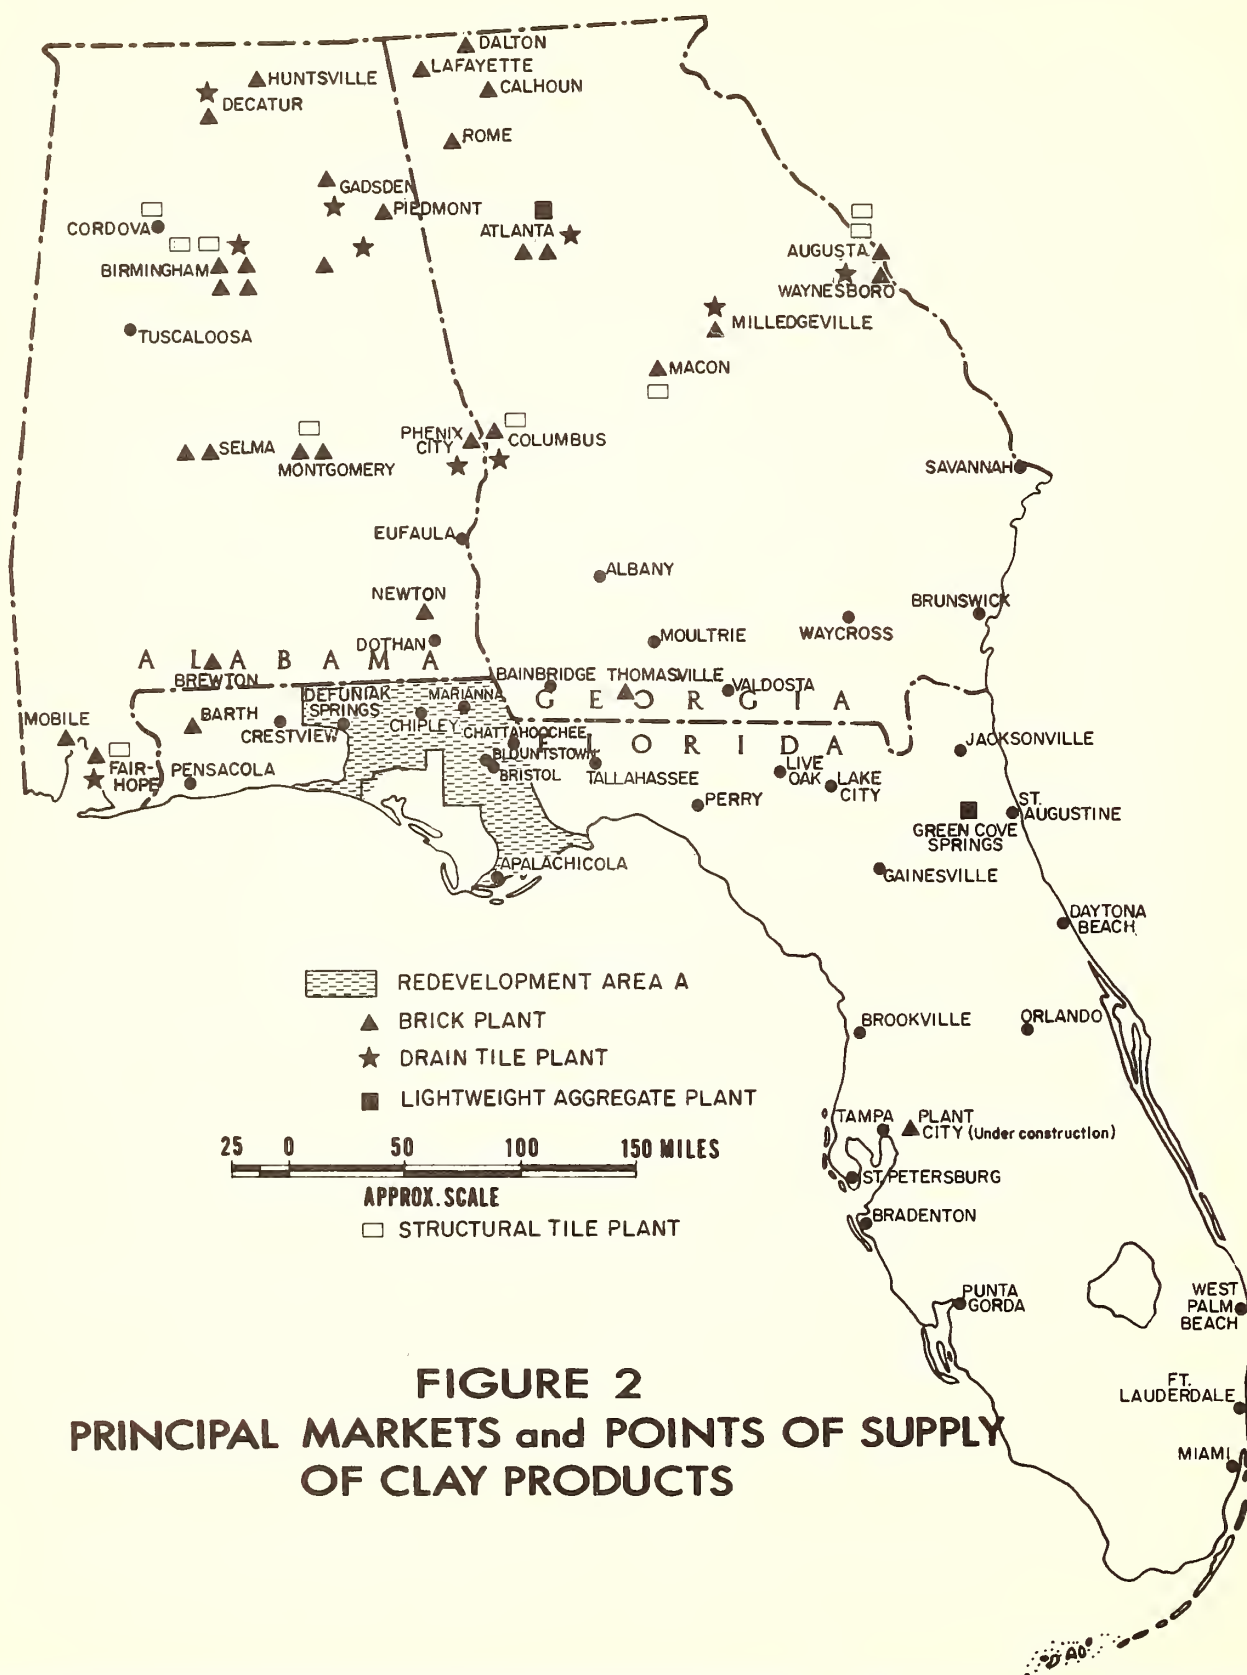 DALTON
LAFAYETTE
HUNTSVILLE
CALHOUN
DECATUR
ROME
GADSDEN
PIEDMONT
CORDOVA
ATLANTA
AUGUSTA
BIRMINGHAM
WAYNESBORO
MILLEDGEVILLE
TUSCALOOSA
MACON
PHENIX
CITY
COLUMBUS
SELMA
MONTGOMERY
SAVANNAH
EUFAULA
ALBANY
NEWTON
BRUNSWICK
WAYCROSS
MOULTRIE
DOTHAN
ALABAMA
BAINBRIDGE
THOMASVILLE
BREWTON
VALDOSTA
DEFUNIAK
SPRINGS
MARIANNA
GEORGIA
MOBILE
BARTH
CHIPLEY
CRESTVIEW
CHATTAHOOCHEE
FLORIDA
JACKSONVILLE
BLOUNTSTOWN
FAIR-
HOPE
PENSACOLA
BRISTOL
TALLAHASSEE
LIVE
OAK
LAKE
CITY
PERRY
ST.
AUGUSTINE
GREEN COVE
SPRINGS
APALACHICOLA
GAINESVILLE
DAYTONA
BEACH
REDEVELOPMENT AREA A
BRICK PLANT
BROOKVILLE
ORLANDO
DRAIN TILE PLANT
LIGHTWEIGHT AGGREGATE PLANT
TAMPA
PLANT
CITY (Under construction)
25 0 50 100 150 MILES
APPROX. SCALE
ST. PETERSBURG
BRADENTON
STRUCTURAL TILE PLANT
PUNTA
GORDA
WEST
PALM
BEACH
FT.
LAUDERDALE
MIAMI
FIGURE 2
PRINCIPAL MARKETS and POINTS OF SUPPLY
OF CLAY PRODUCTS